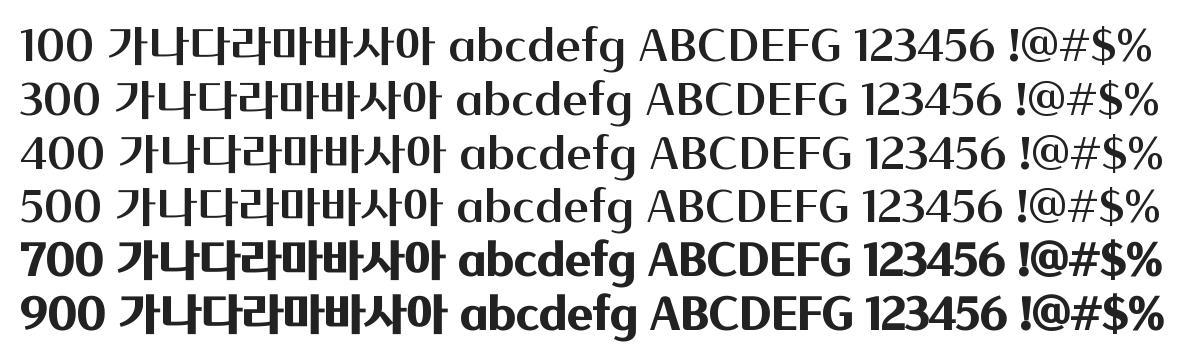 100 가나다라마바사아 abcdefg ABCDEFG 123456 !@#$%
300 가나다라마바사아 abcdefg ABCDEFG 123456 !@#$%
400 가나다라마바사아 abcdefg ABCDEFG 123456 !@#$%
500 가나다라마바사아 abcdefg ABCDEFG 123456 !@#$%
700 가나다라마바사아 abcdefg ABCDEFG 123456 !@#$%
900 가나다라마바사아 abcdefg ABCDEFG 123456 !@#$%